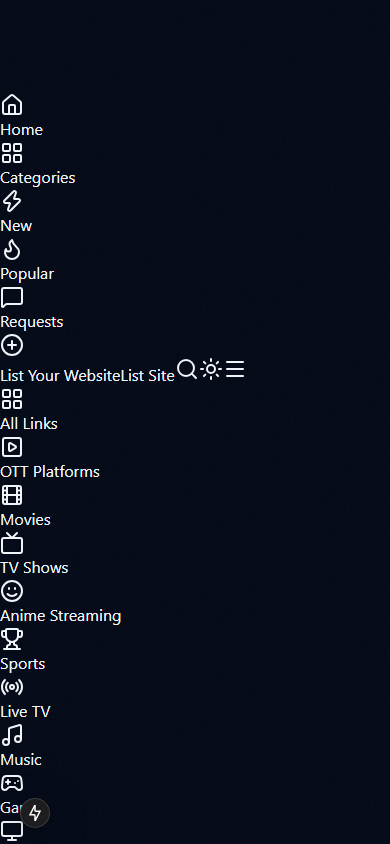 Home
Categories
New
Popular
Requests
List Your WebsiteList Site
All Links
OTT Platforms
Movies
TV Shows
Anime Streaming
Sports
Live TV
Music